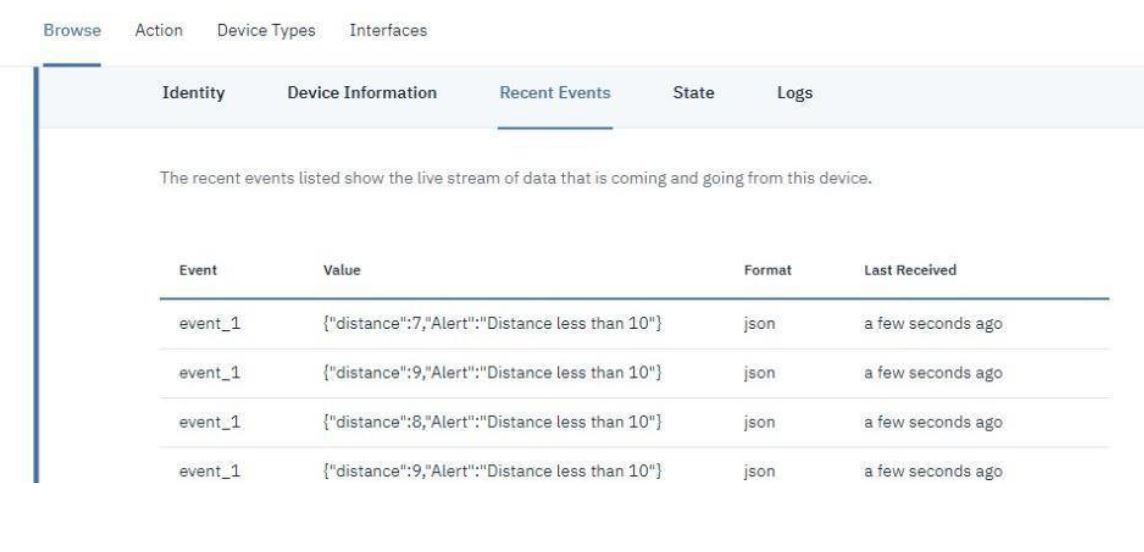 Browse Action Device Types Interfaces
Identity Device Information Recent Events State Logs
The recent events listed show the live stream of data that is coming and going from this device.
Event Value Format Last Received
event_1 {"distance":7,"Alert":"Distance less than 10"} json a few seconds ago
event_1 {"distance":9,"Alert":"Distance less than 10"} json a few seconds ago
event_1 {"distance":8,"Alert":"Distance less than 10"} json a few seconds ago
event_1 {"distance":9,"Alert":"Distance less than 10"} json a few seconds ago